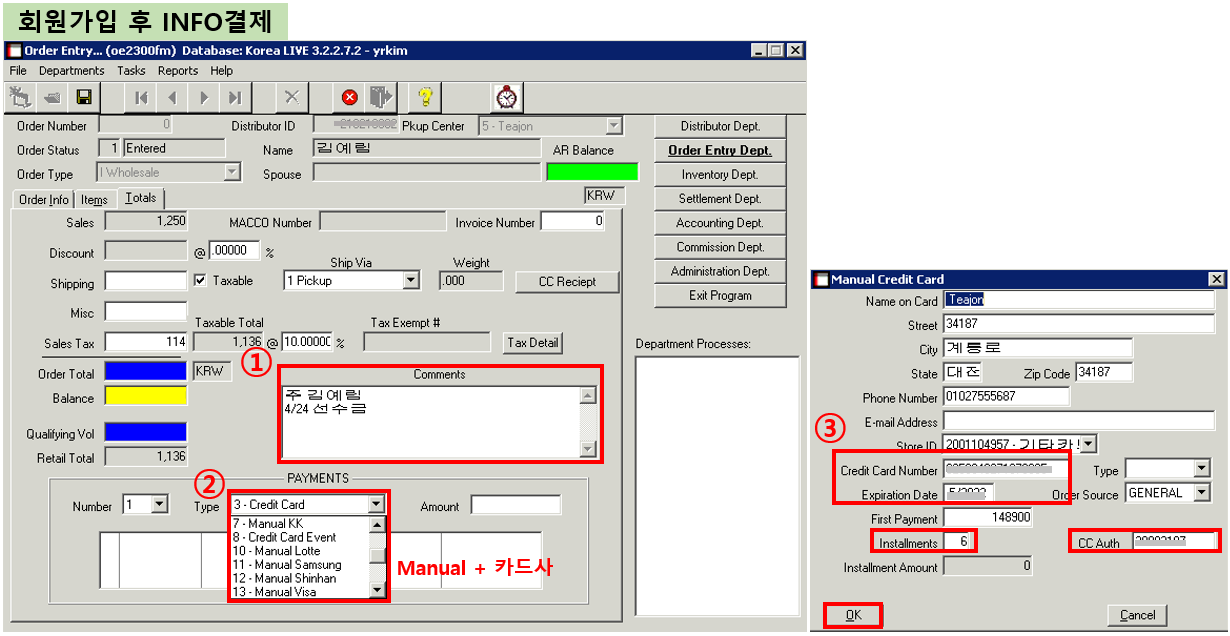 회원가입 후 INFO결제
Order Entry... (oe2300fm) Database: Korea LIVE 3.2.2.7.2 - yrkim
File Departments Tasks Reports Help
Order Number 0 Distributor ID Pkup Center 5 - Teajon
Order Status 1 Entered Name 김예림 AR Balance
Order Type I Wholesale Spouse
Order Info Items Totals KRW
Sales 1,250 MACCO Number Invoice Number 0
Discount @ .00000 %
Ship Via Weight
Shipping Taxable 1 Pickup .000 CC Reciept
Misc
Taxable Total Tax Exempt #
Sales Tax 114 1,136 @ 10.0000( % Tax Detail
① Comments
Order Total KRW
주 김예림
Balance
4/24 선수금
Qualifying Vol
Retail Total 1,136
② PAYMENTS
Number 1 Type 3 - Credit Card Amount
7 - Manual KK
8 - Credit Card Event
10 - Manual Lotte
11 - Manual Samsung
12 - Manual Shinhan
13 - Manual Visa
Manual + 카드사
Distributor Dept.
Order Entry Dept.
Inventory Dept.
Settlement Dept.
Accounting Dept.
Commission Dept.
Administration Dept.
Exit Program
Department Processes:
Manual Credit Card
Name on Card Teajon
Street 34187
City 계룡로
State 대전 Zip Code 34187
Phone Number 01027555687
E-mail Address
③
Store ID 2001104957 - 기타카
Credit Card Number Type
Expiration Date Order Source GENERAL
First Payment 148900
Installments 6 CC Auth
Installment Amount 0
OK Cancel